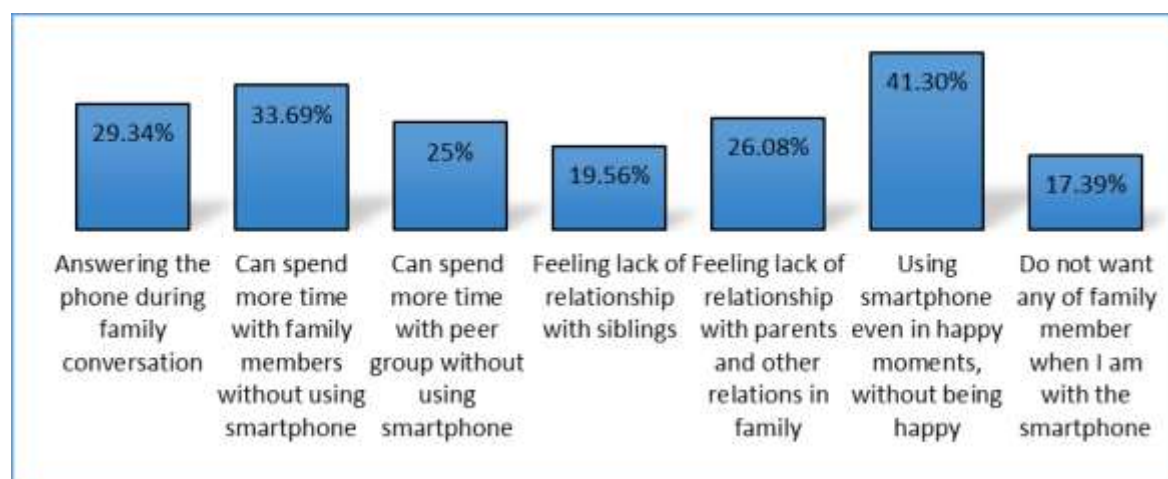 29.34%
33.69%
25%
19.56%
26.08%
41.30%
17.39%
Answering the
phone during
family
conversation
Can spend
more time
with family
members
without using
smartphone
Can spend
more time
with peer
group without
using
smartphone
Feeling lack of
relationship
with siblings
Feeling lack of
relationship
with parents
and other
relations in
family
Using
smartphone
even in happy
moments,
without being
happy
Do not want
any of family
member
when I am
with the
smartphone